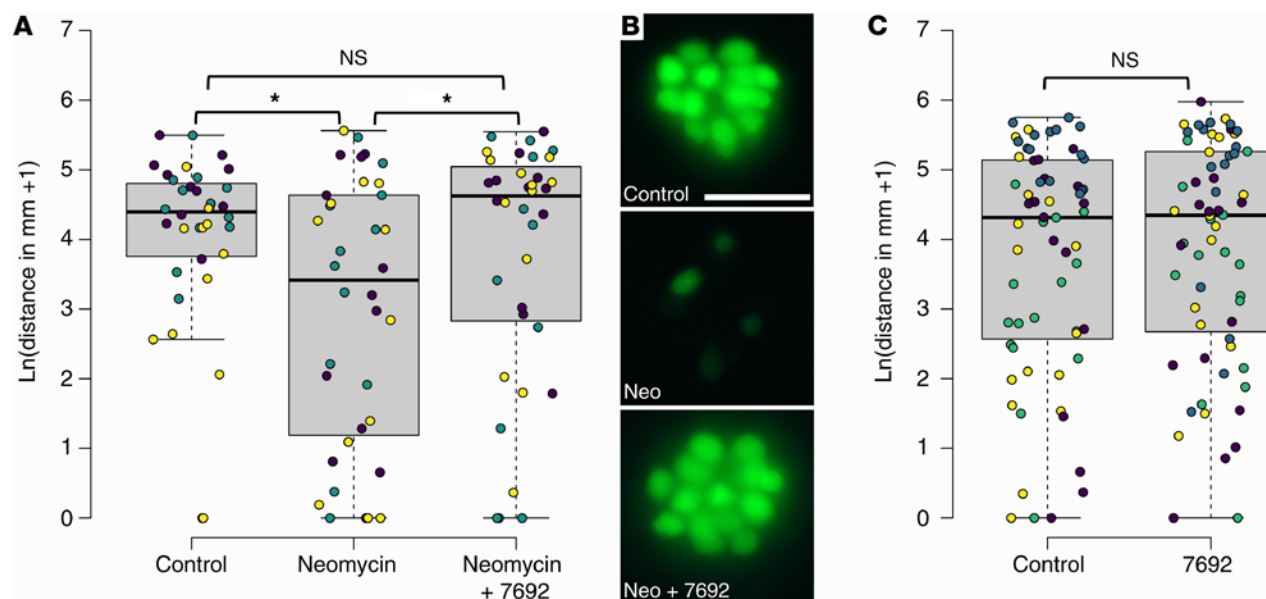 A
Ln(distance in mm +1)
7
6
5
4
3
2
1
0
NS
*
*
Control
Neomycin
Neomycin
+ 7692
B
Control
Neo
Neo + 7692
C
Ln(distance in mm +1)
7
6
5
4
3
2
1
0
NS
Control
7692